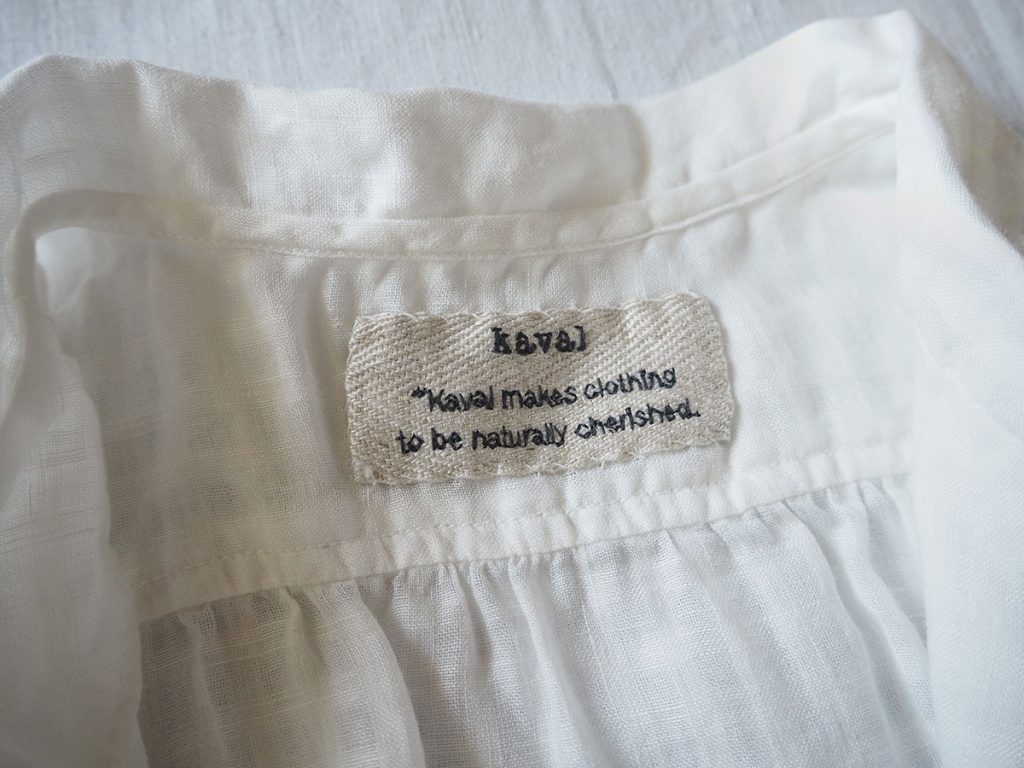 kaval
"Kaval makes clothing
to be naturally cherished.